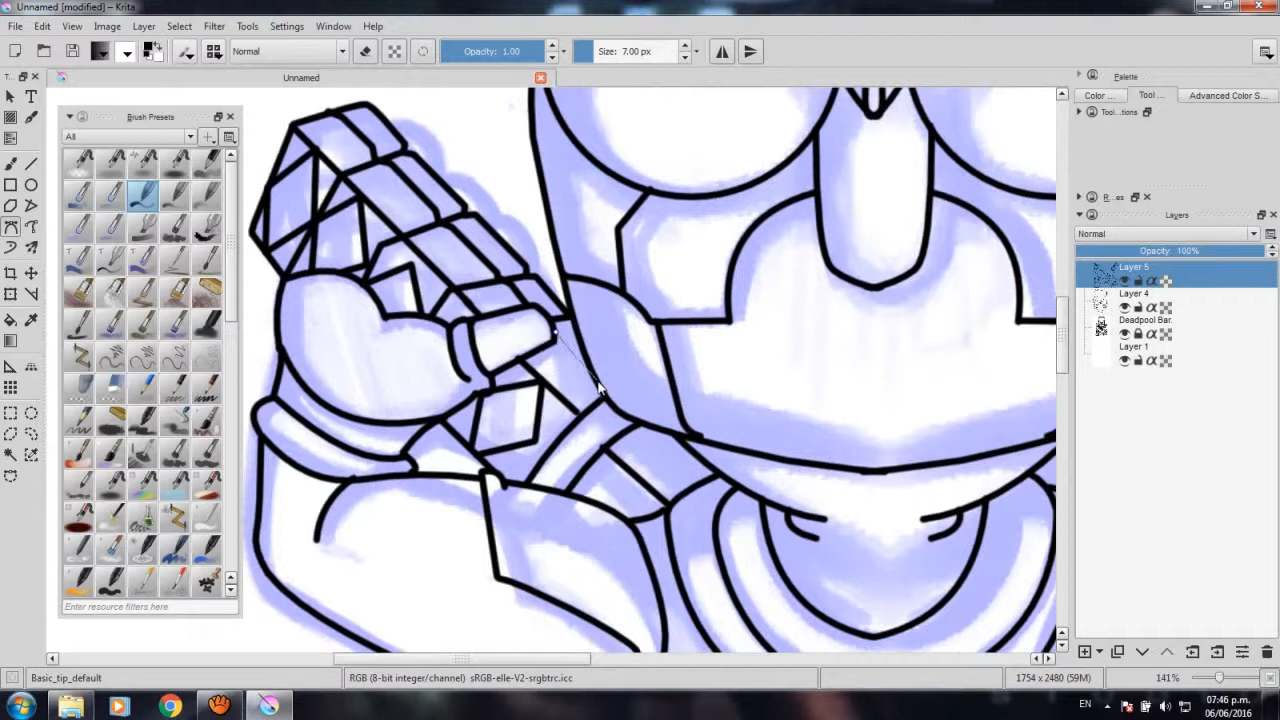 Unnamed [modified] – Krita
File Edit View Image Layer Select Filter Tools Settings Window Help
Normal Opacity: 1.00 Size: 7.00 px
T... Unnamed
Palette
Color ... Tool ... Advanced Color S...
Tool...tions
Brush Presets
All
R...es
Layers
Normal
Opacity: 100%
Layer 5
Layer 4
Deadpool Bar.
Layer 1
Enter resource filters here
Basic_tip_default RGB (8-bit integer/channel) sRGB-elle-V2-srgbtrc.icc 1754 x 2480 (59M) 141%
EN 07:46 p.m.
06/06/2016